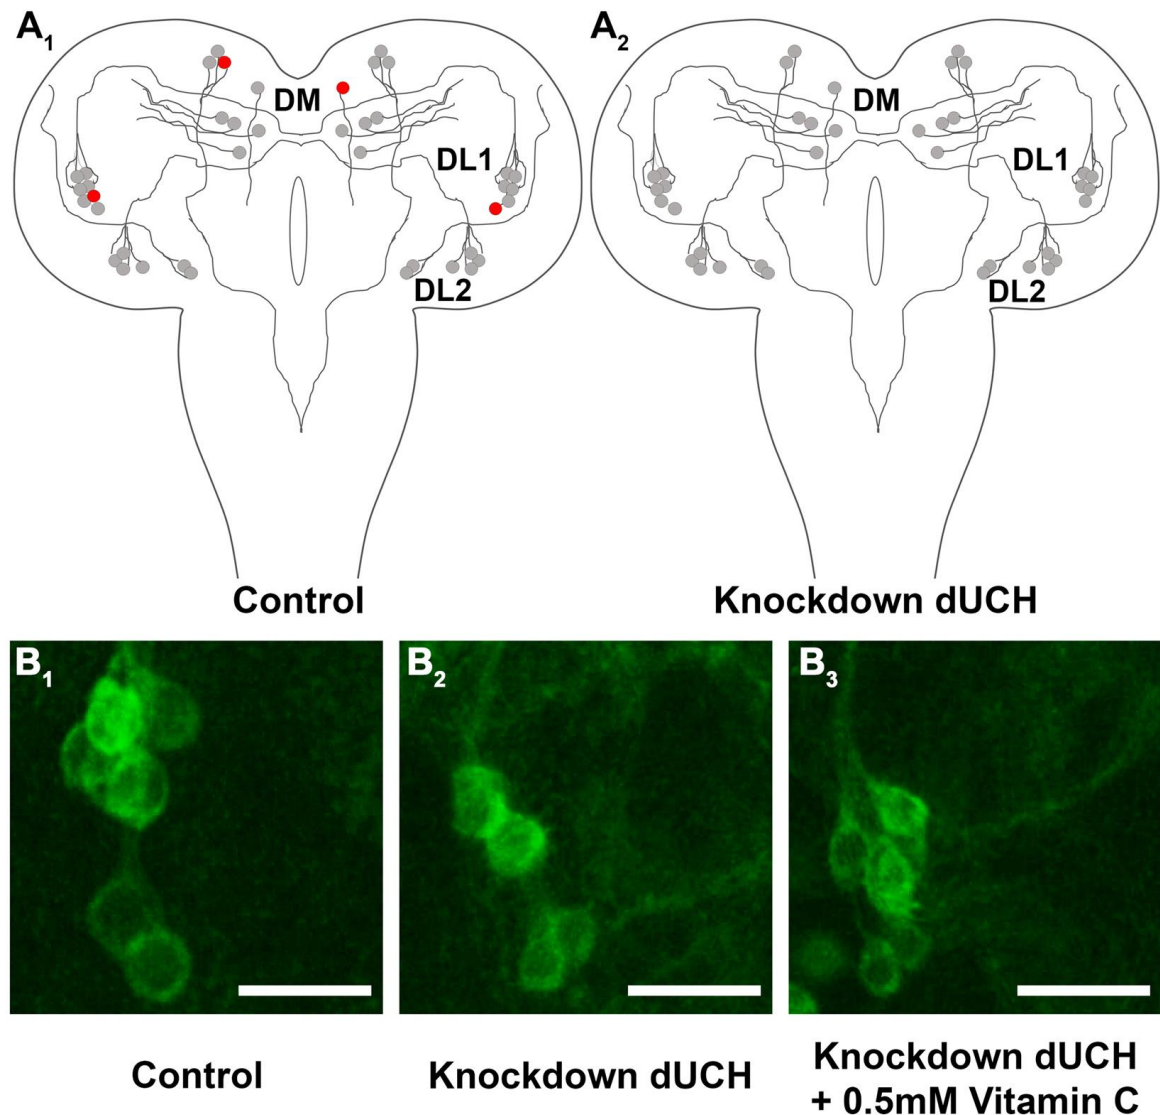 A1
A2
DM
DM
DL1
DL1
DL2
DL2
Control
Knockdown dUCH
B1
B2
B3
Control
Knockdown dUCH
Knockdown dUCH
+ 0.5mM Vitamin C